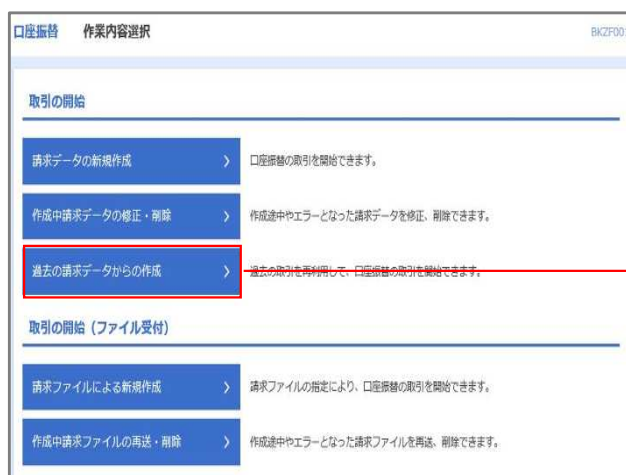 口座振替 作業内容選択 BKZF00
取引の開始
請求データの新規作成 口座振替の取引を開始できます。
作成中請求データの修正・削除 作成途中やエラーとなった請求データを修正、削除できます。
過去の請求データからの作成 過去の取引を再利用して、口座振替の取引を開始できます。
取引の開始（ファイル受付）
請求ファイルによる新規作成 請求ファイルの指定により、口座振替の取引を開始できます。
作成中請求ファイルの再送・削除 作成途中やエラーとなった請求ファイルを再送、削除できます。